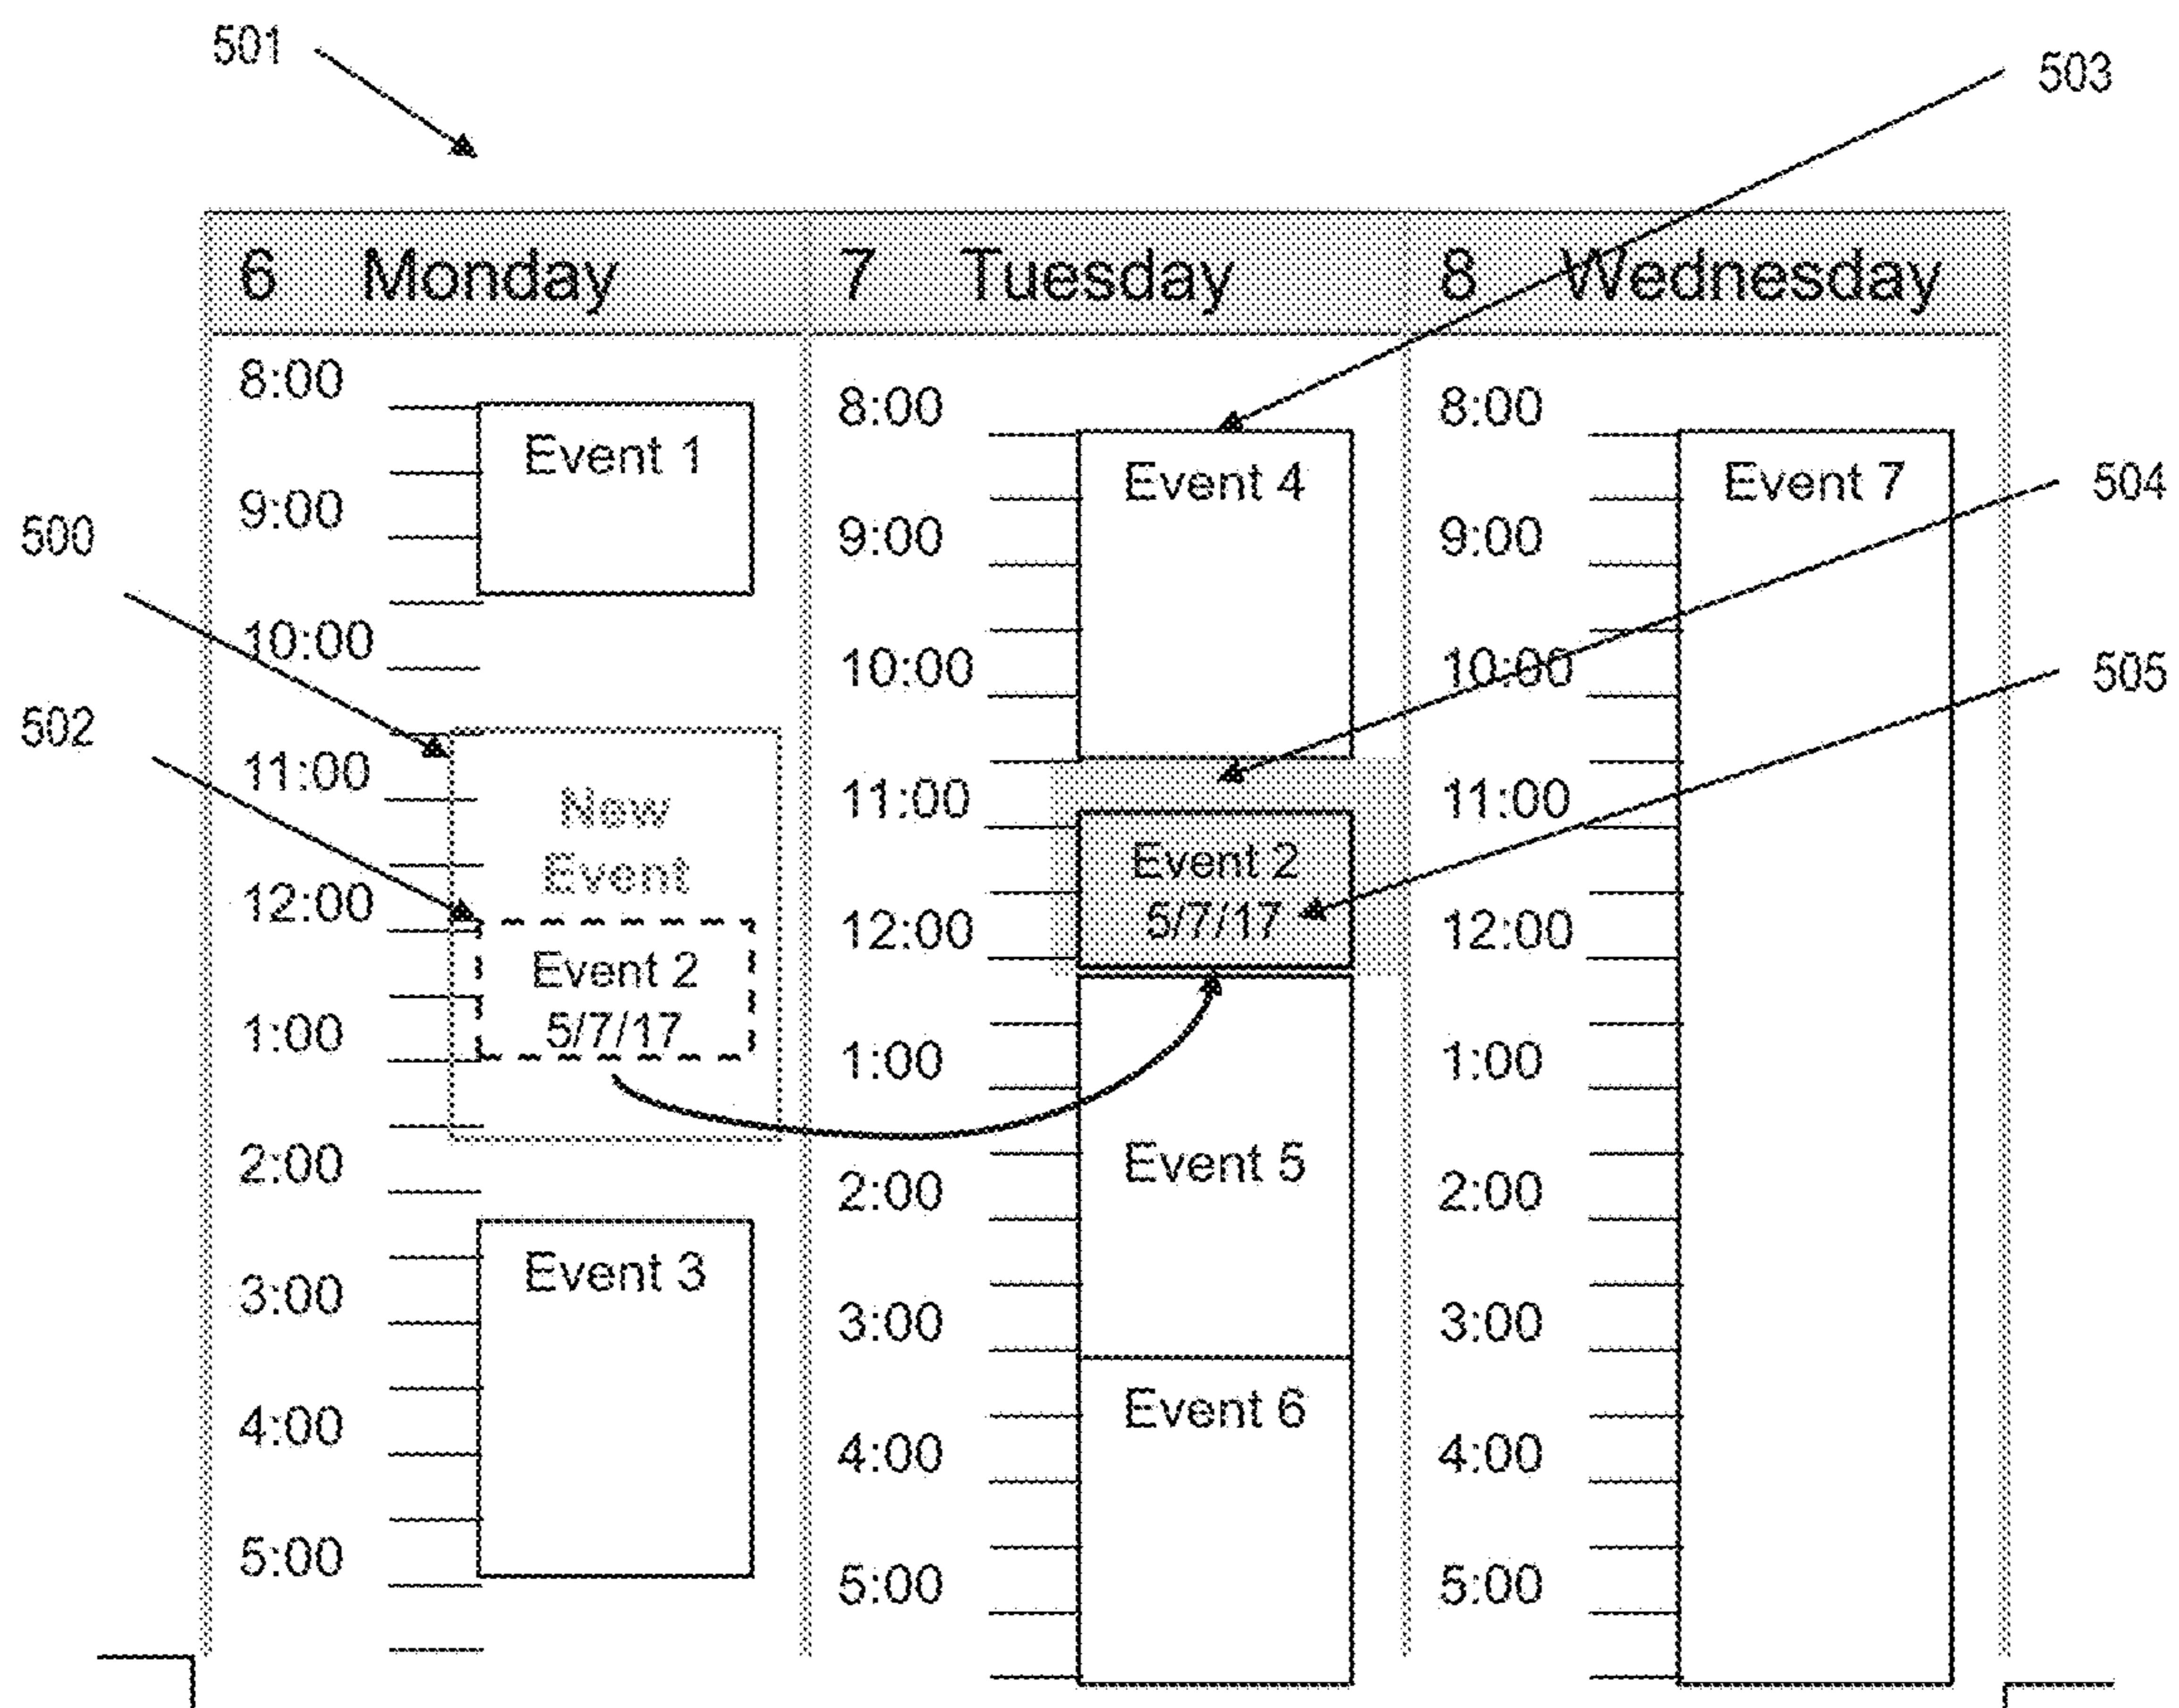 501
503
6 Monday
7 Tuesday
8 Wednesday
8:00
Event 1
9:00
10:00
500
502
11:00
New
Event
12:00
Event 2
5/7/17
1:00
2:00
Event 3
3:00
4:00
5:00
8:00
Event 4
9:00
10:00
11:00
Event 2
5/7/17
12:00
1:00
Event 5
2:00
3:00
Event 6
4:00
5:00
8:00
Event 7
9:00
10:00
11:00
12:00
1:00
2:00
3:00
4:00
5:00
504
505